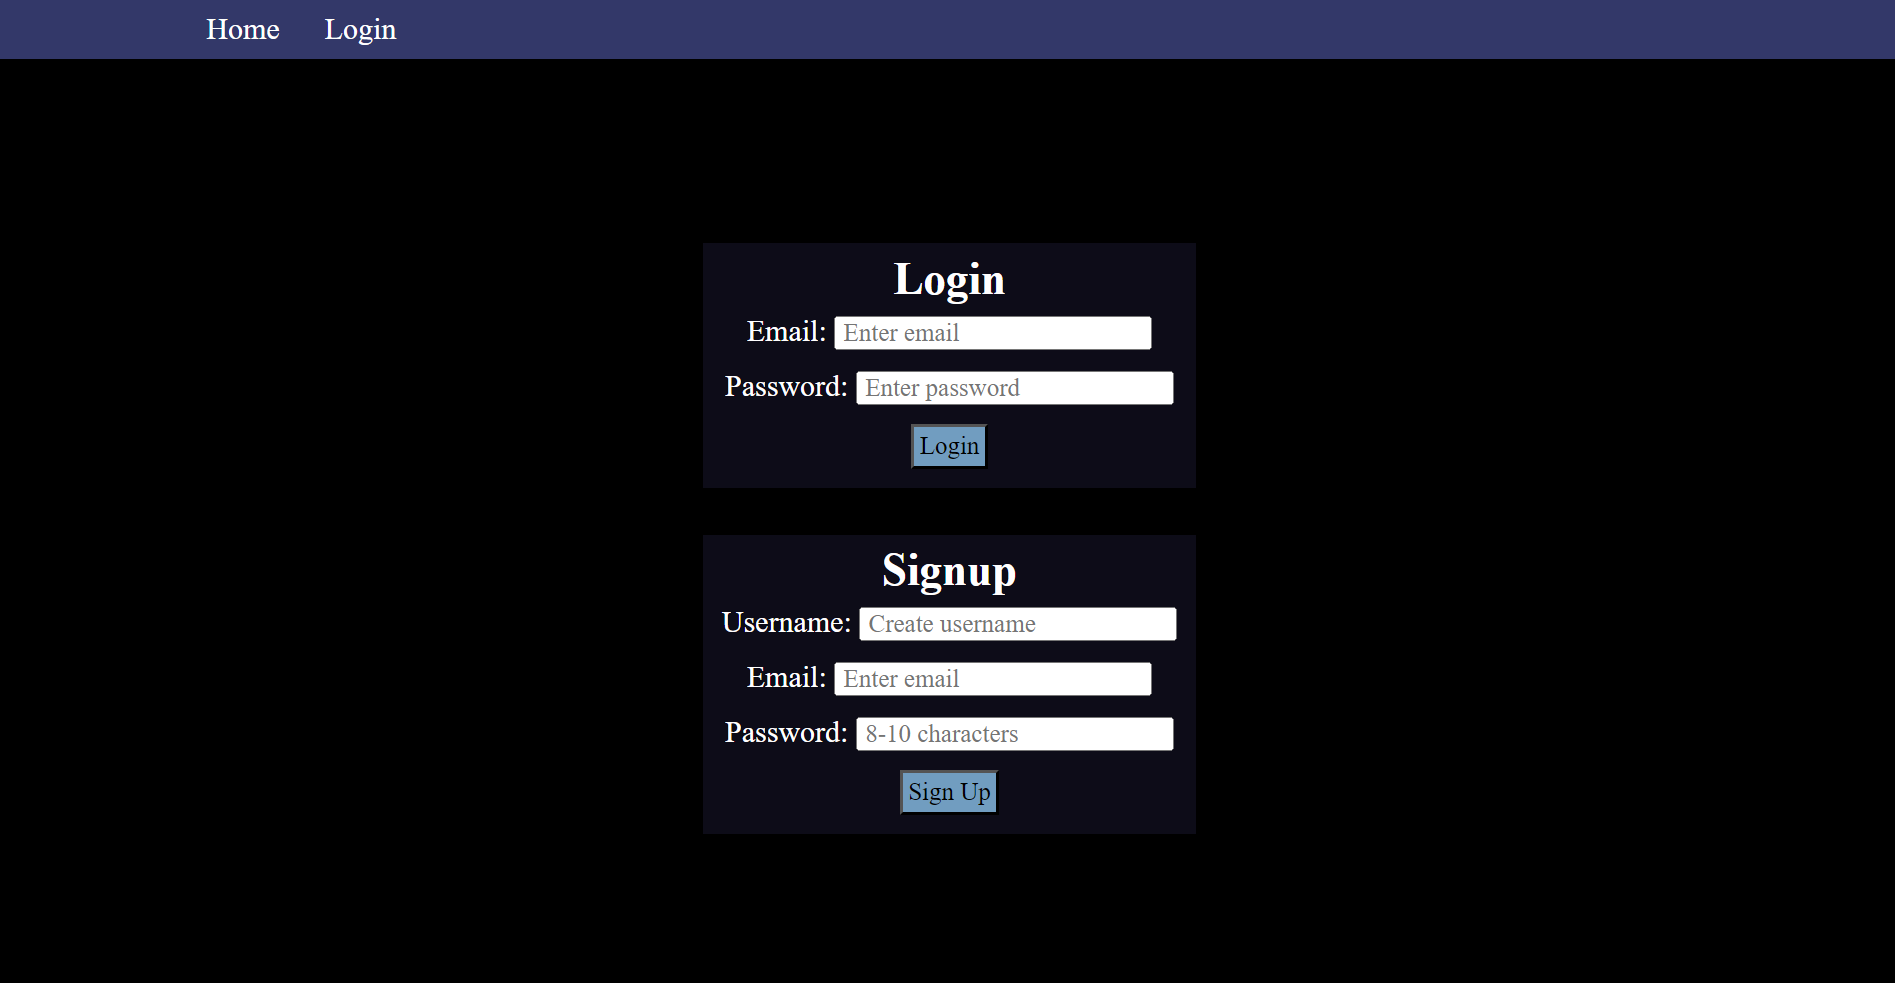 Home Login
Login
Email: Enter email
Password: Enter password
Login
Signup
Username: Create username
Email: Enter email
Password: 8-10 characters
Sign Up